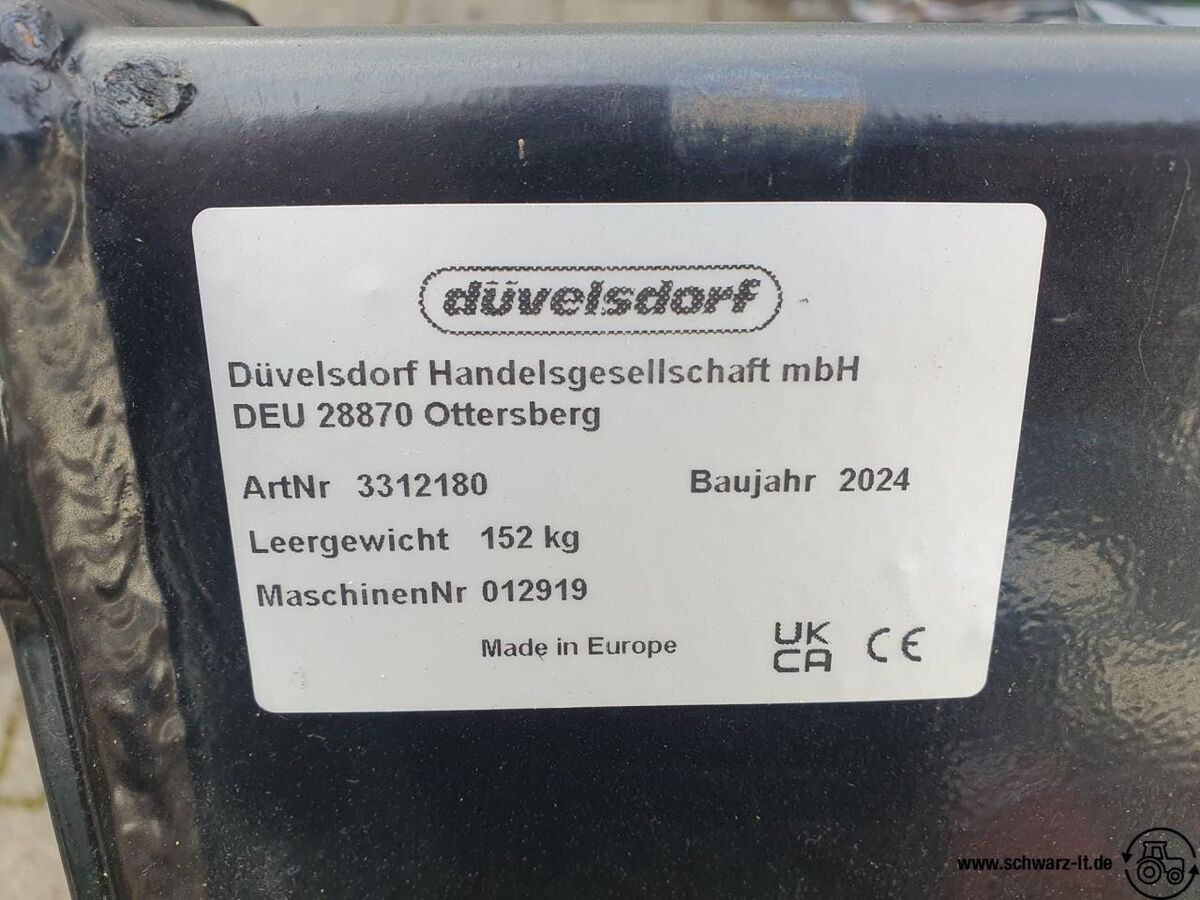 düvelsdorf
Düvelsdorf Handelsgesellschaft mbH
DEU 28870 Ottersberg
ArtNr 3312180 Baujahr 2024
Leergewicht 152 kg
MaschinenNr 012919
Made in Europe UK CA CE
www.schwarz-lt.de